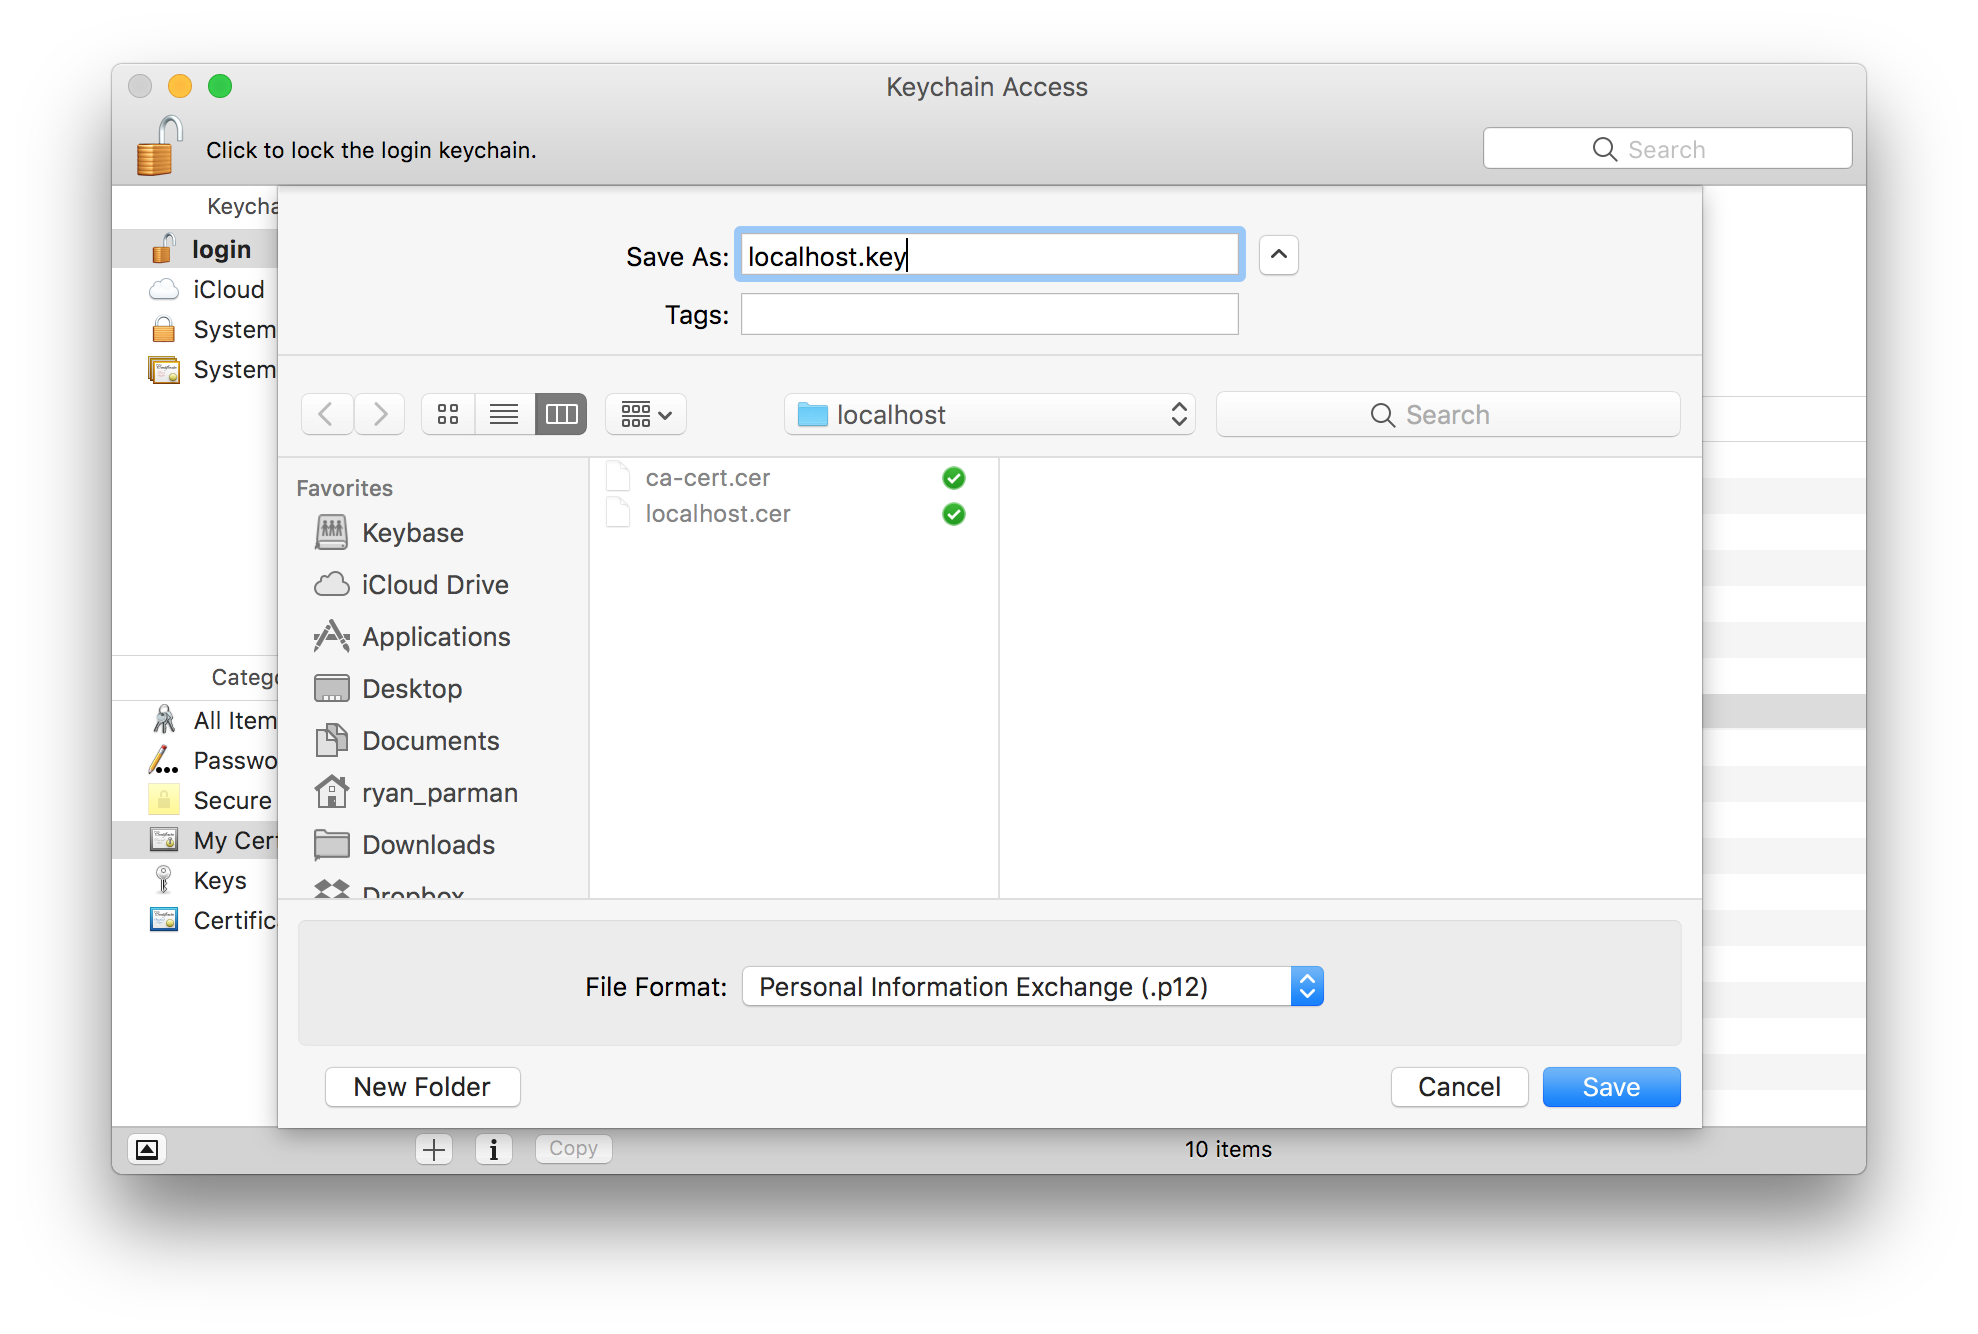 Keychain Access
Click to lock the login keychain.
Search
Keycha
login
iCloud
System
System
Save As: localhost.key
Tags:
localhost
Search
Favorites
Keybase
iCloud Drive
Applications
Desktop
Documents
ryan_parman
Downloads
Dropbox
ca-cert.cer
localhost.cer
Catego
All Item
Passwo
Secure
My Cert
Keys
Certific
File Format: Personal Information Exchange (.p12)
New Folder
Cancel
Save
Copy
10 items